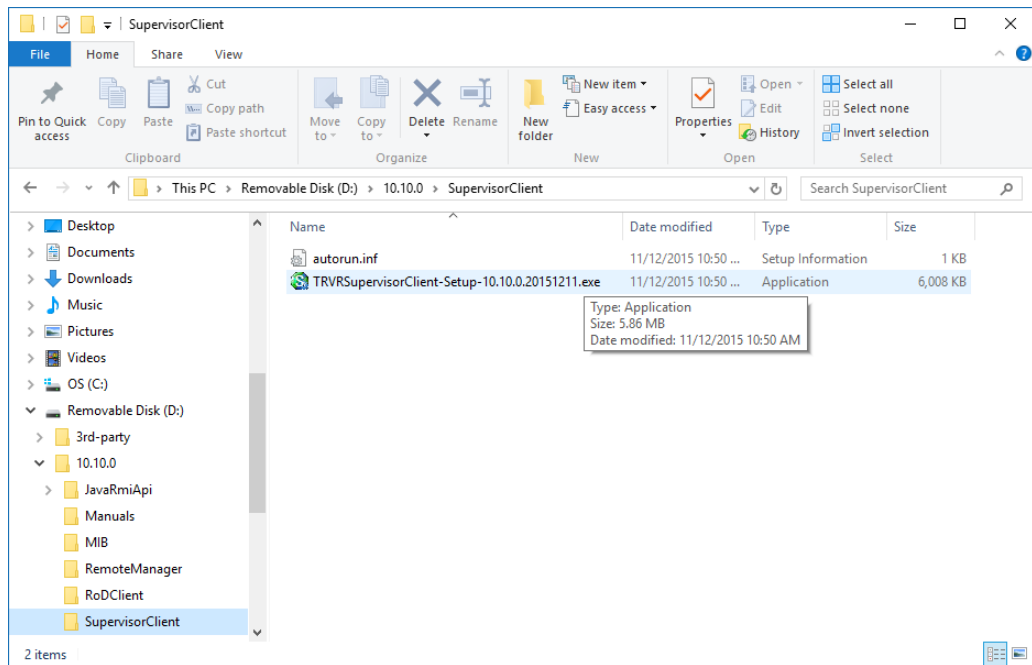 SupervisorClient
File Home Share View
Pin to Quick access
Copy
Paste
Cut
Copy path
Paste shortcut
Clipboard
Move to
Copy to
Delete
Rename
Organize
New folder
New item
Easy access
New
Properties
Open
Edit
History
Open
Select all
Select none
Invert selection
Select
This PC > Removable Disk (D:) > 10.10.0 > SupervisorClient
Search SupervisorClient
Desktop
Documents
Downloads
Music
Pictures
Videos
OS (C:)
Removable Disk (D:)
3rd-party
10.10.0
JavaRmiApi
Manuals
MIB
RemoteManager
RoDClient
SupervisorClient
Name Date modified Type Size
autorun.inf 11/12/2015 10:50 ... Setup Information 1 KB
TRVRSupervisorClient-Setup-10.10.0.20151211.exe 11/12/2015 10:50 ... Application 6,008 KB
Type: Application
Size: 5.86 MB
Date modified: 11/12/2015 10:50 AM
2 items